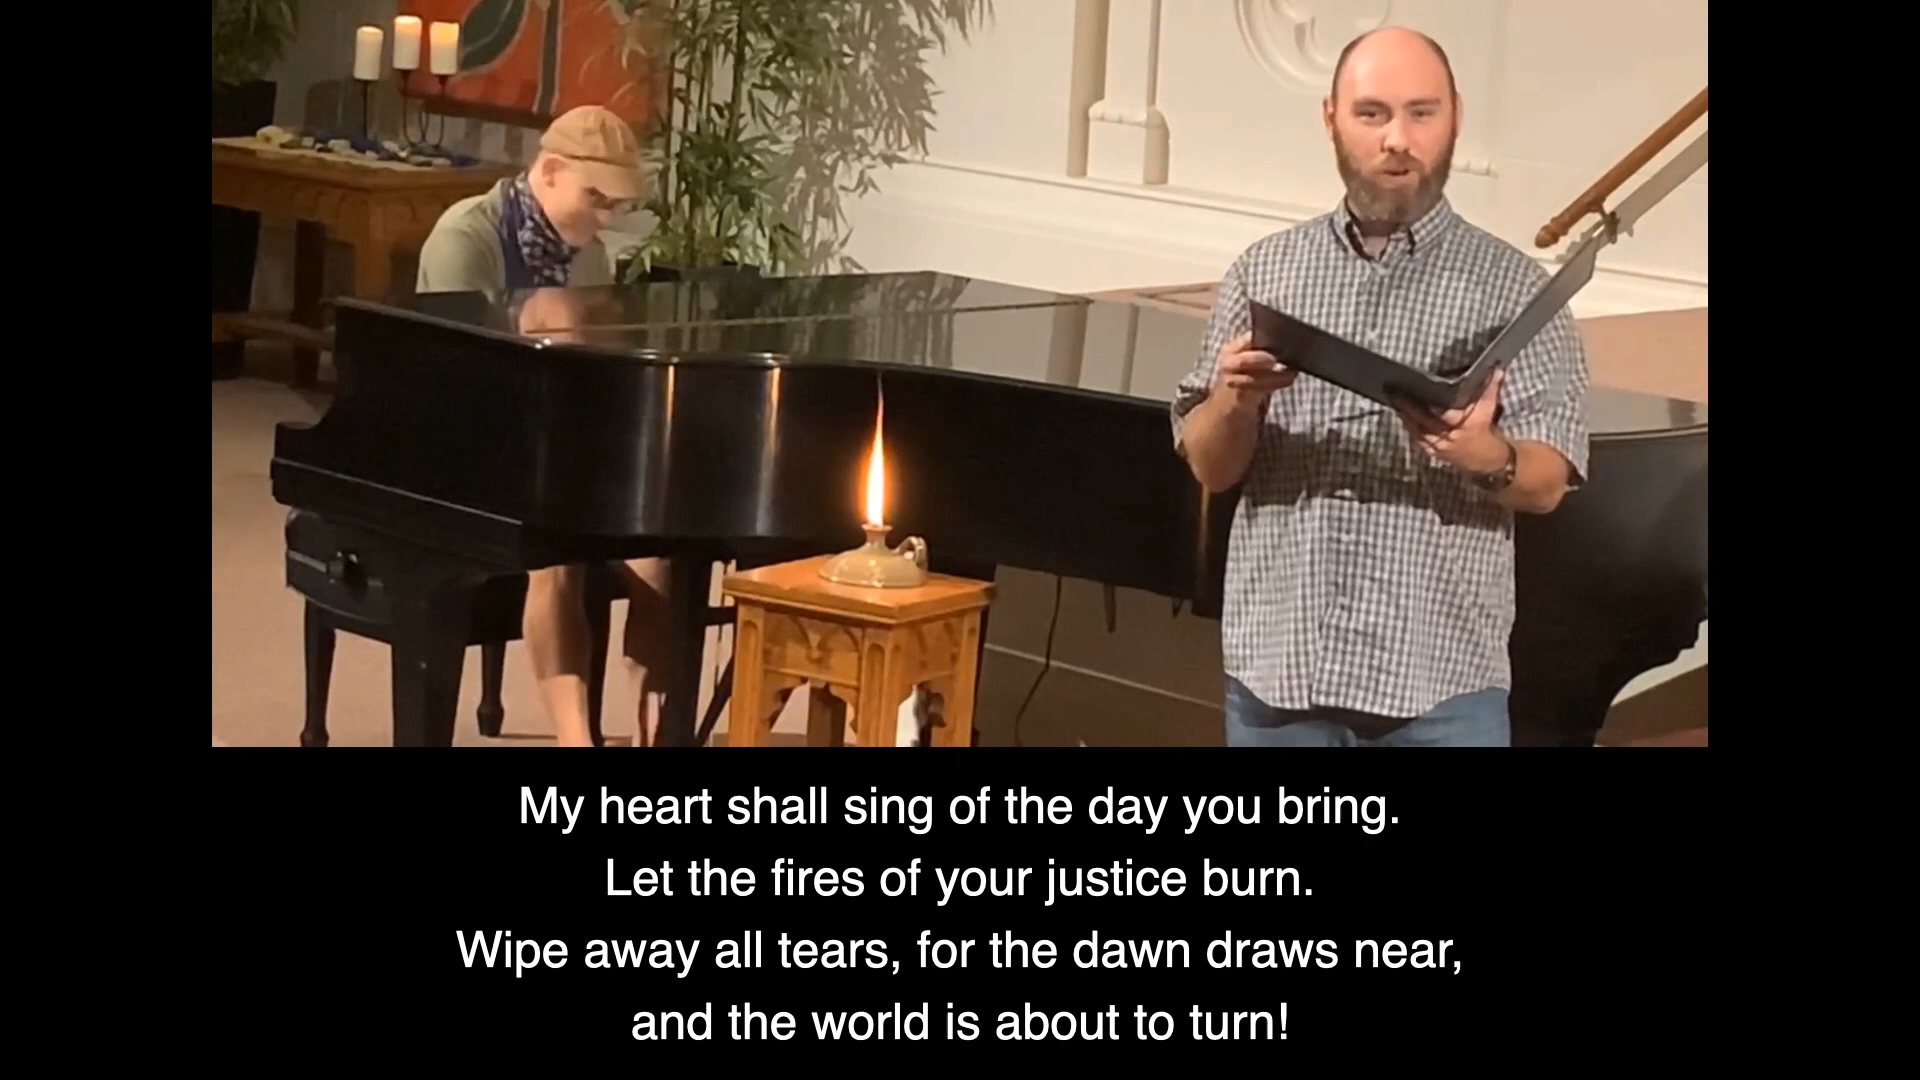 My heart shall sing of the day you bring.
Let the fires of your justice burn.
Wipe away all tears, for the dawn draws near,
and the world is about to turn!